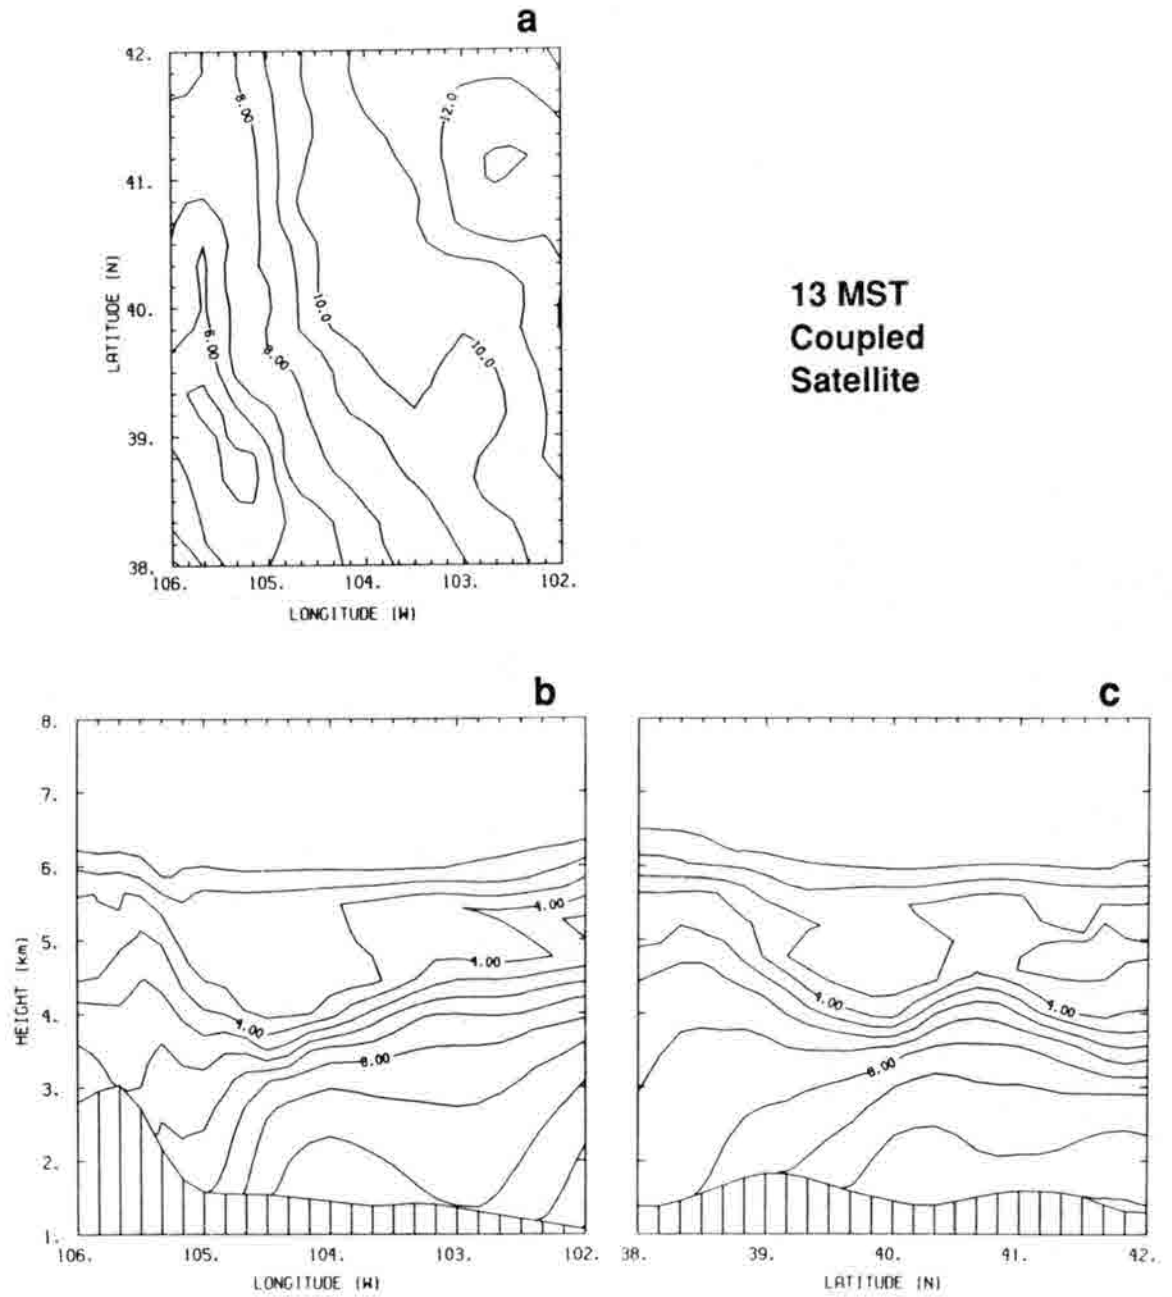 a
42.
41.
40.
39.
38.
LATITUDE (N)
8.00
12.0
10.0
6.00
8.00
10.0
106. 105. 104. 103. 102.
LONGITUDE (W)
13 MST
Coupled
Satellite
b
8.
7.
6.
5.
4.
3.
2.
1.
HEIGHT (km)
4.00
4.00
4.00
8.00
106. 105. 104. 103. 102.
LONGITUDE (W)
c
4.00
4.00
8.00
38. 39. 40. 41. 42.
LATITUDE (N)